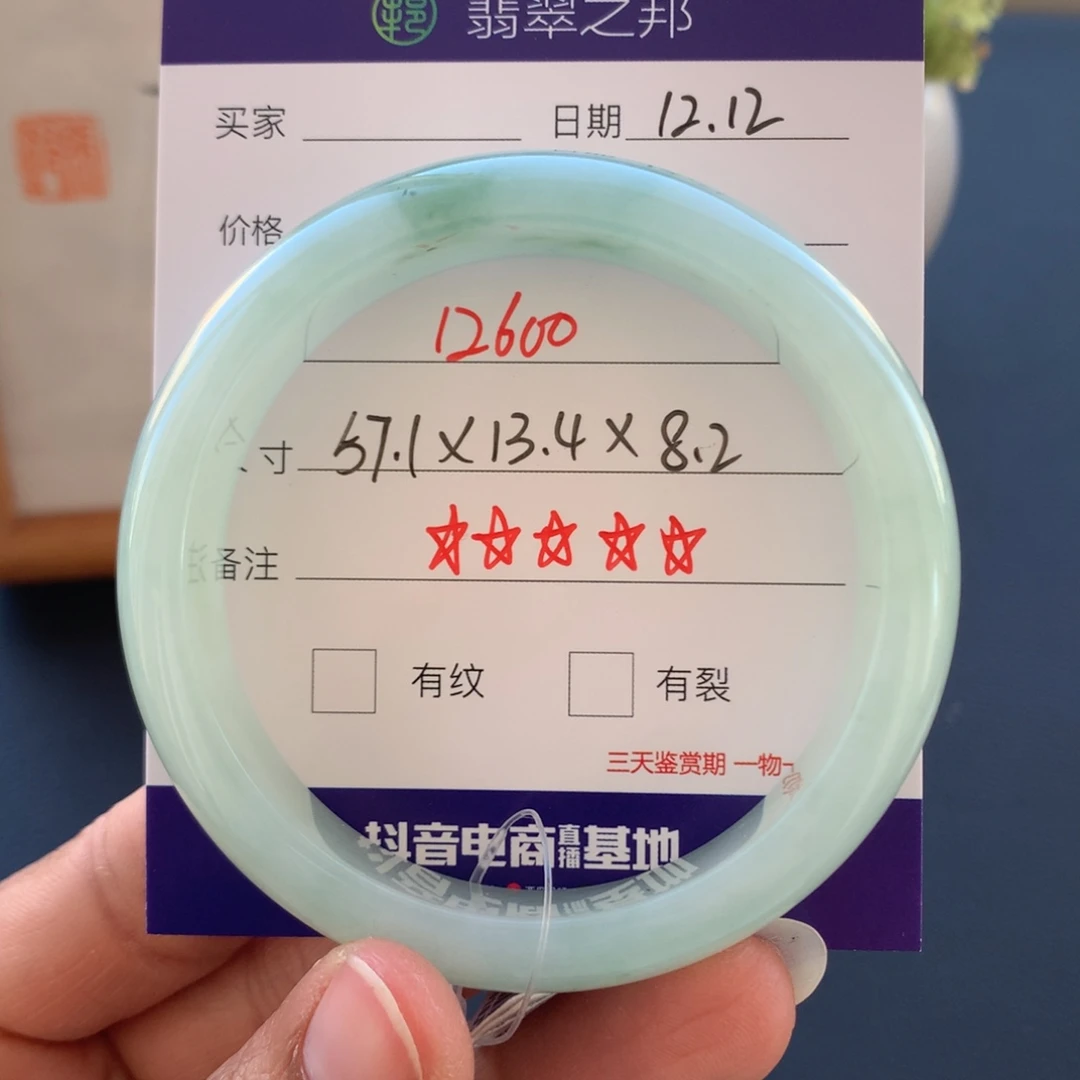 翡翠之邦
买家 日期 12.12
价格
12600
寸 57.1×13.4×8.2
备注 ☆☆☆☆☆
有纹 有裂
三天鉴赏期 一物一
抖音电商直播基地